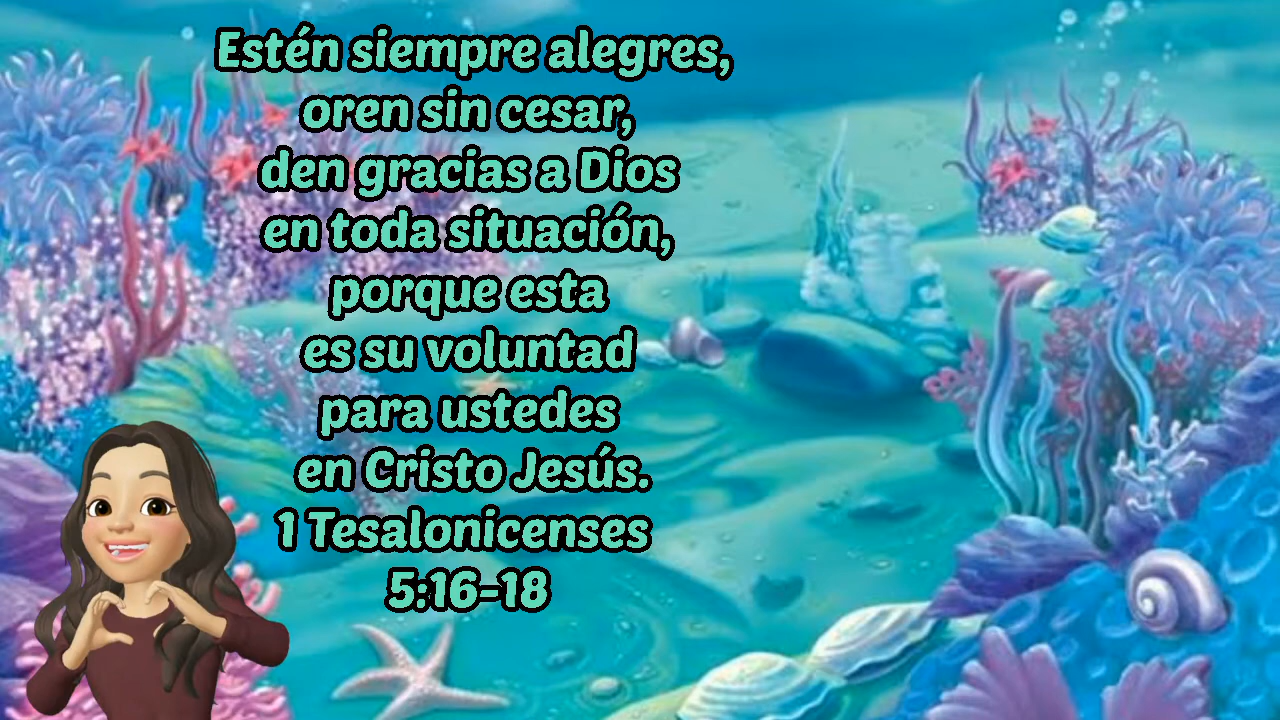 Estén siempre alegres,
oren sin cesar,
den gracias a Dios
en toda situación,
porque esta
es su voluntad
para ustedes
en Cristo Jesús.
1 Tesalonicenses
5:16-18